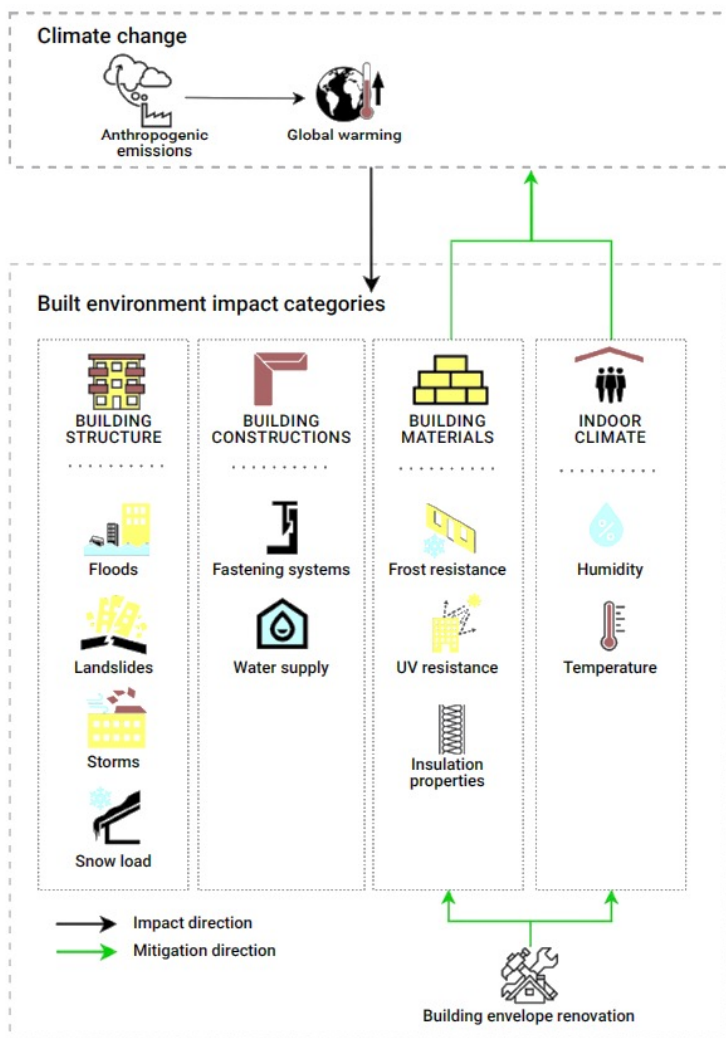 Climate change
Anthropogenic
emissions
Global warming
Built environment impact categories
BUILDING
STRUCTURE
Floods
Landslides
Storms
Snow load
BUILDING
CONSTRUCTIONS
Fastening systems
Water supply
BUILDING
MATERIALS
Frost resistance
UV resistance
Insulation
properties
INDOOR
CLIMATE
%
Humidity
Temperature
Impact direction
Mitigation direction
Building envelope renovation